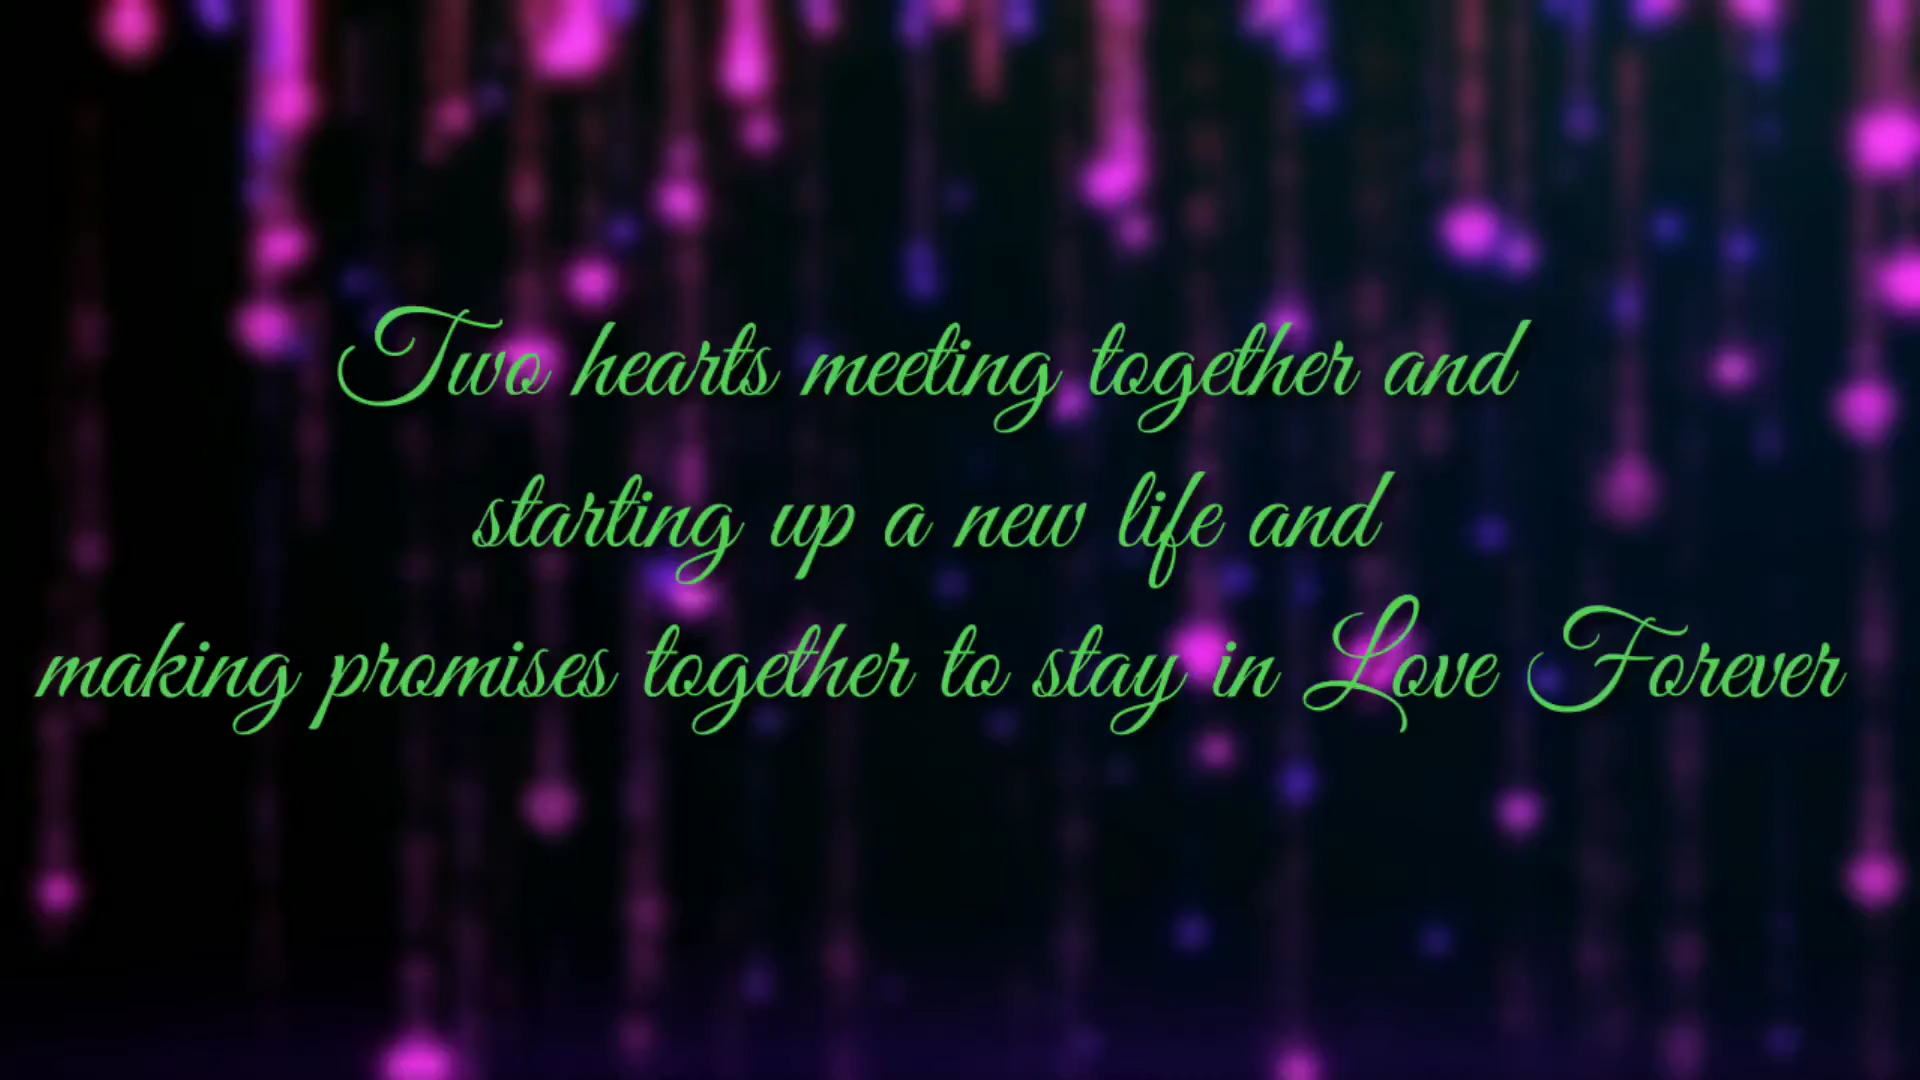 Two hearts meeting together and
starting up a new life and
making promises together to stay in Love Forever